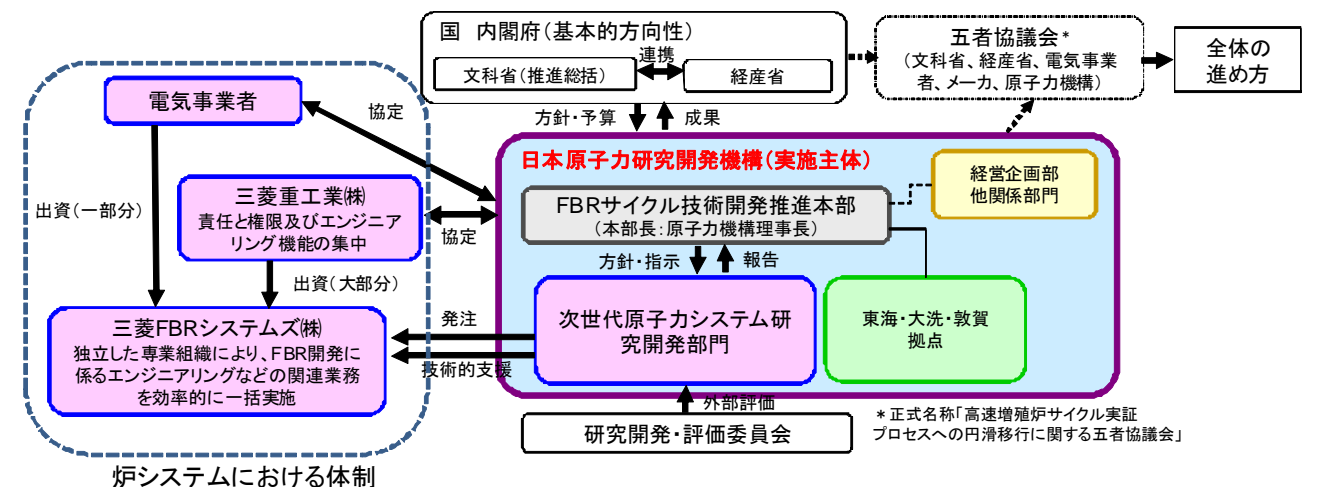 国 内閣府(基本的方向性)
連携
文科省(推進総括)
経産省
五者協議会*
(文科省、経産省、電気事業
者、メーカ、原子力機構)
全体の
進め方
方針・予算
成果
電気事業者
協定
三菱重工業㈱
責任と権限及びエンジニア
リング機能の集中
協定
出資(一部分)
出資(大部分)
三菱FBRシステムズ㈱
独立した専業組織により、FBR開発に
係るエンジニアリングなどの関連業務
を効率的に一括実施
炉システムにおける体制
日本原子力研究開発機構(実施主体)
経営企画部
他関係部門
FBRサイクル技術開発推進本部
(本部長:原子力機構理事長)
方針・指示
報告
発注
技術的支援
次世代原子力システム研
究開発部門
東海・大洗・敦賀
拠点
外部評価
研究開発・評価委員会
*正式名称「高速増殖炉サイクル実証
プロセスへの円滑移行に関する五者協議会」